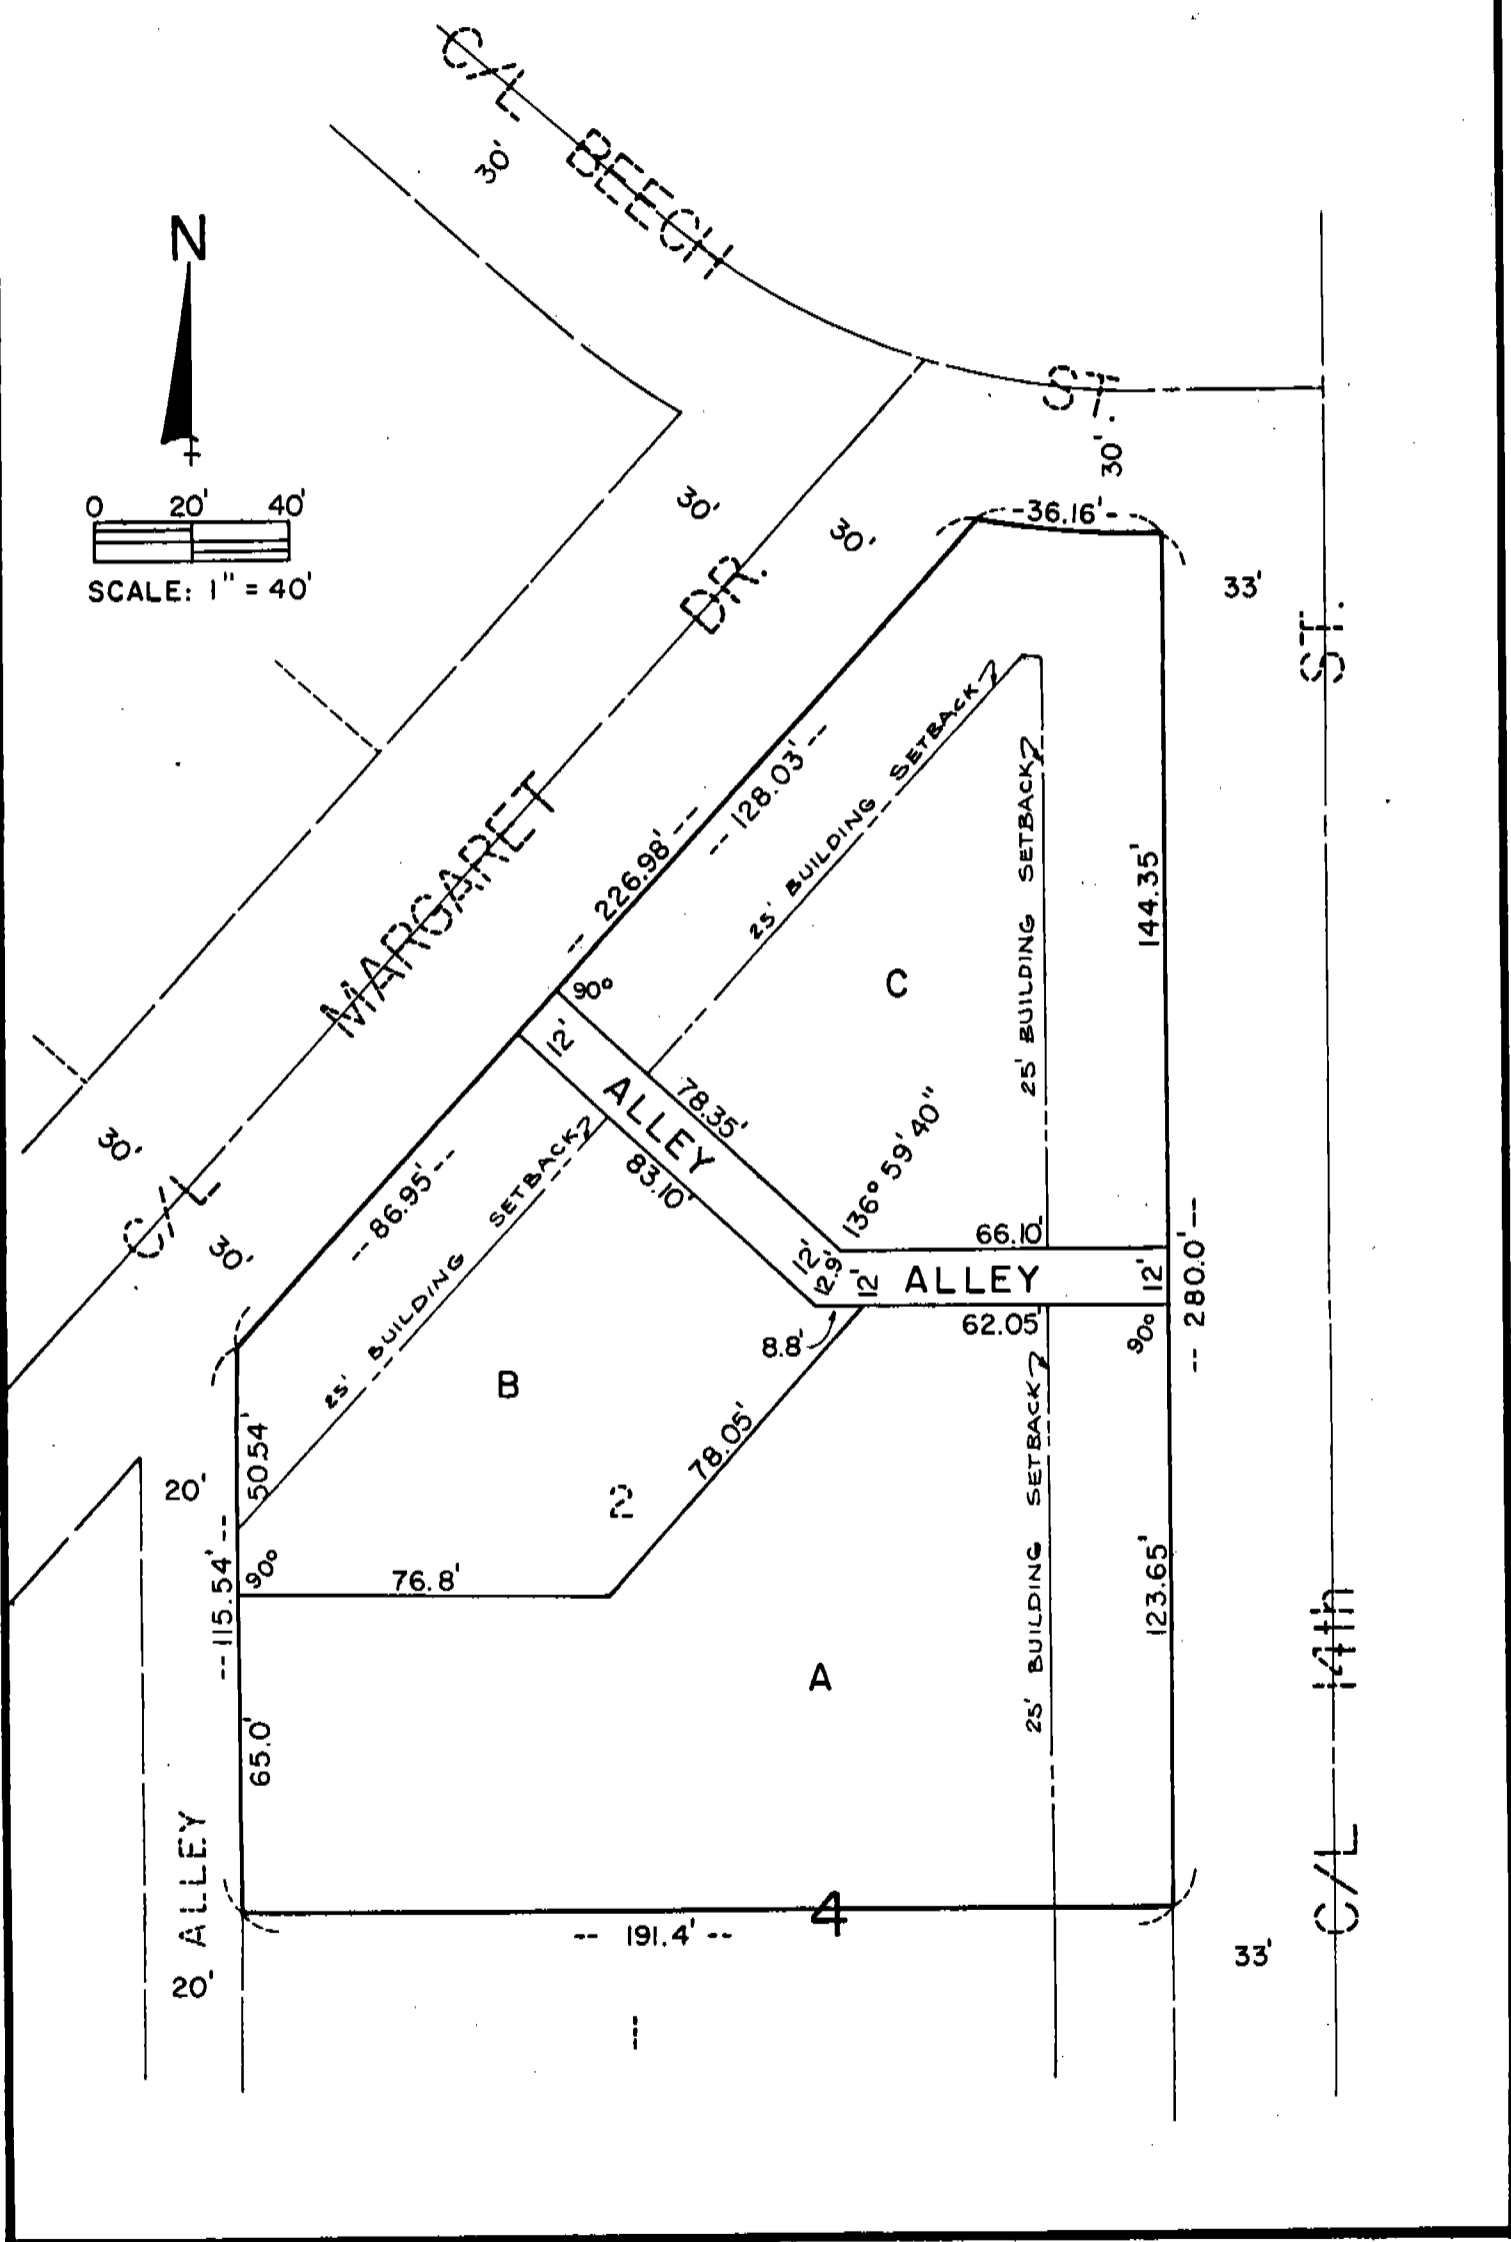 C/L BEECH ST.
30'
N
30'
-36.16'-
0 20' 40'
SCALE: 1" = 40'
30'
30'
33'
MARGARET DR.
ST.
25' BUILDING SETBACK
25' BUILDING SETBACK
-- 128.03' --
-- 226.98' --
144.35'
C
90°
12'
ALLEY
78.35'
83.10'
136° 59' 40"
66.10
30'
C/L
30'
-- 86.95' --
25' BUILDING SETBACK
12'
12.9'
12'
ALLEY
12'
-- 280.0' --
8.8'
62.05'
90°
B
50.54'
20'
78.05'
2
25' BUILDING SETBACK
--115.54'--
90°
76.8'
123.65'
A
C/L 14th
65.0'
20' ALLEY
4
-- 191.4' --
33'